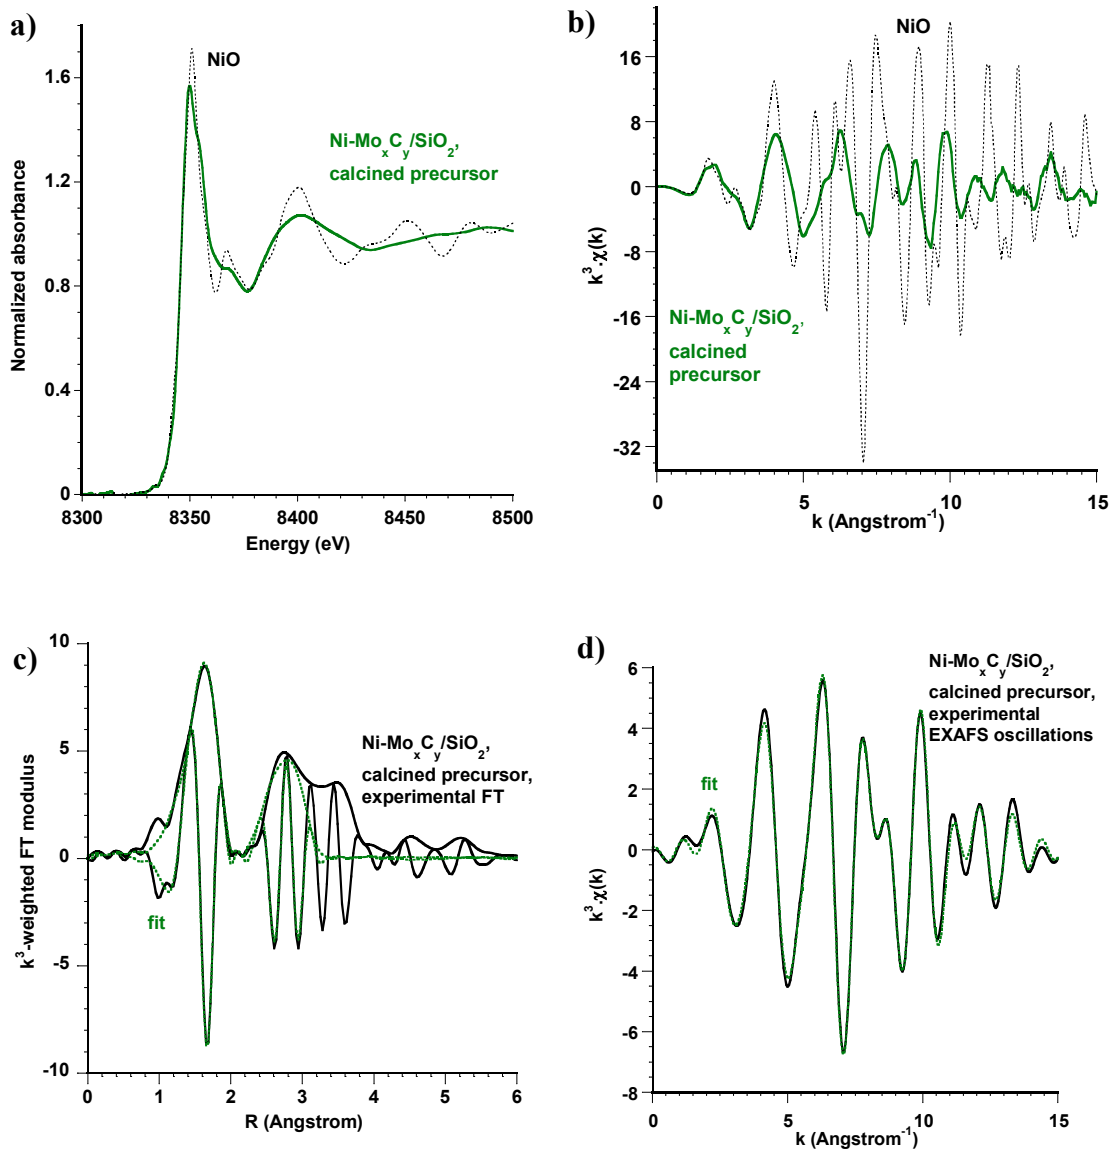 a)
Normalized absorbance
1.6
1.2
0.8
0.4
0
NiO
Ni-MoxCy/SiO2,
calcined precursor
8300 8350 8400 8450 8500
Energy (eV)
b)
k3.χ(k)
16
8
0
-8
-16
-24
-32
NiO
Ni-MoxCy/SiO2,
calcined
precursor
0 5 10 15
k (Angstrom-1)
c)
k3-weighted FT modulus
10
5
0
-5
-10
Ni-MoxCy/SiO2,
calcined precursor,
experimental FT
fit
0 1 2 3 4 5 6
R (Angstrom)
d)
k3.χ(k)
6
4
2
0
-2
-4
-6
-8
Ni-MoxCy/SiO2,
calcined precursor,
experimental
EXAFS oscillations
fit
0 5 10 15
k (Angstrom-1)